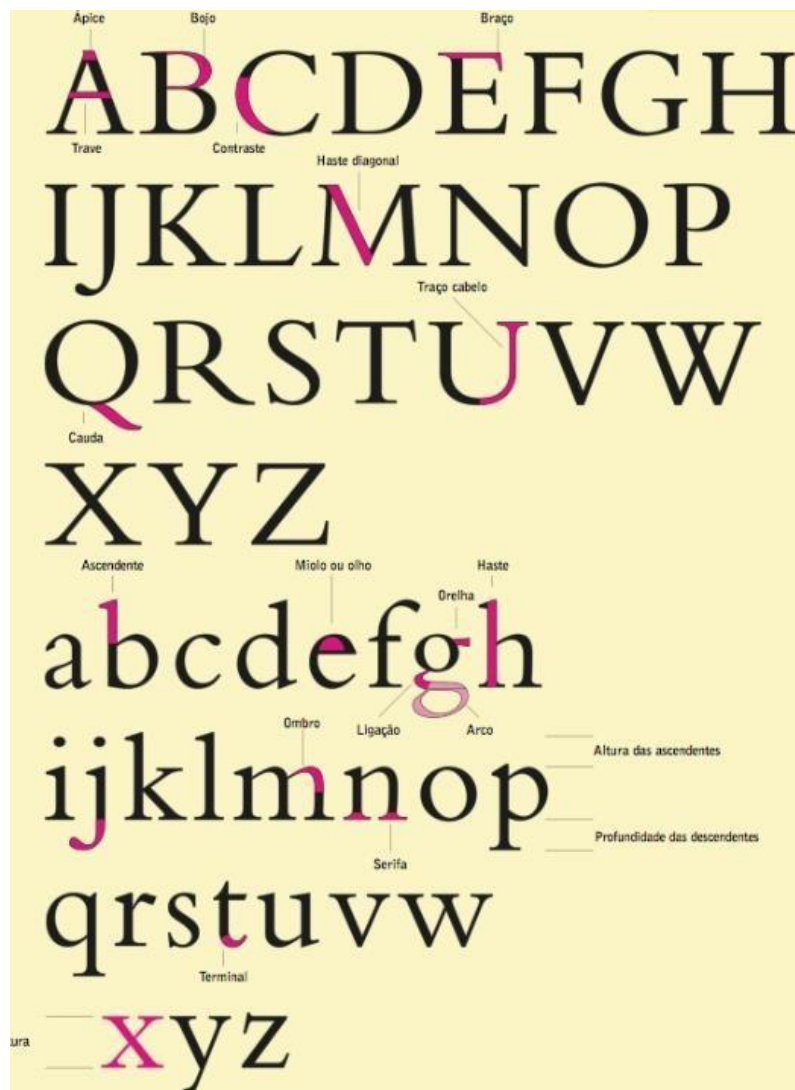 Ápice Bojo Braço
ABCDEFGH
Trave Contraste
Haste diagonal
IJKLMNOP
Traço cabelo
QRSTUVW
Cauda
XYZ
Ascendente Miolo ou olho Haste
Orelha
abcdefgh
Ligação Arco
Ombro
Altura das ascendentes
ijklmnop
Profundidade das descendentes
Serifa
qrstuvw
Terminal
xyz